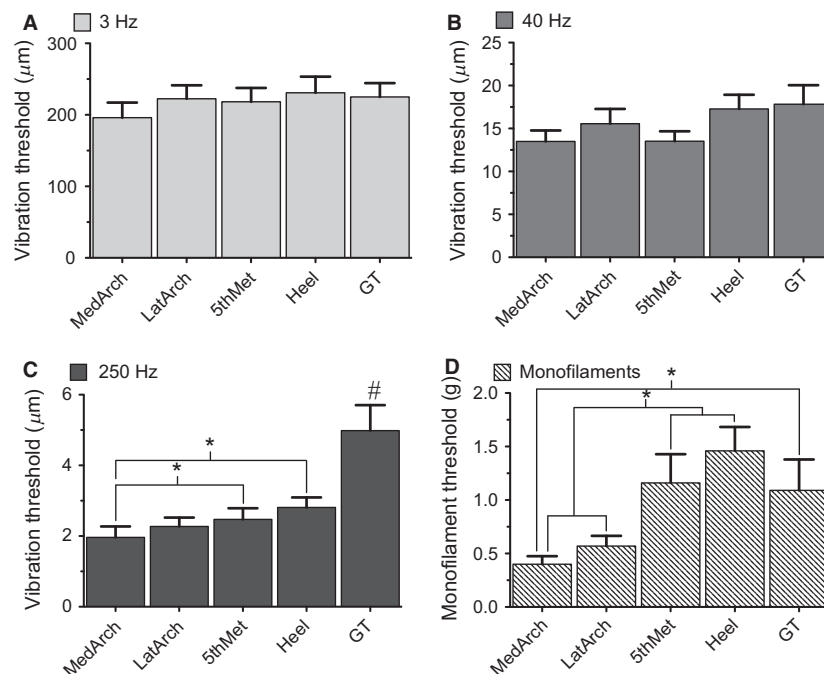 A
3 Hz
Vibration threshold (μm)
300
200
100
0
MedArch
LatArch
5thMet
Heel
GT
B
40 Hz
Vibration threshold (μm)
25
20
15
10
5
0
MedArch
LatArch
5thMet
Heel
GT
C
250 Hz
Vibration threshold (μm)
6
4
2
0
*
*
#
MedArch
LatArch
5thMet
Heel
GT
D
Monofilaments
Monofilament threshold (g)
2.0
1.5
1.0
0.5
0.0
*
*
MedArch
LatArch
5thMet
Heel
GT